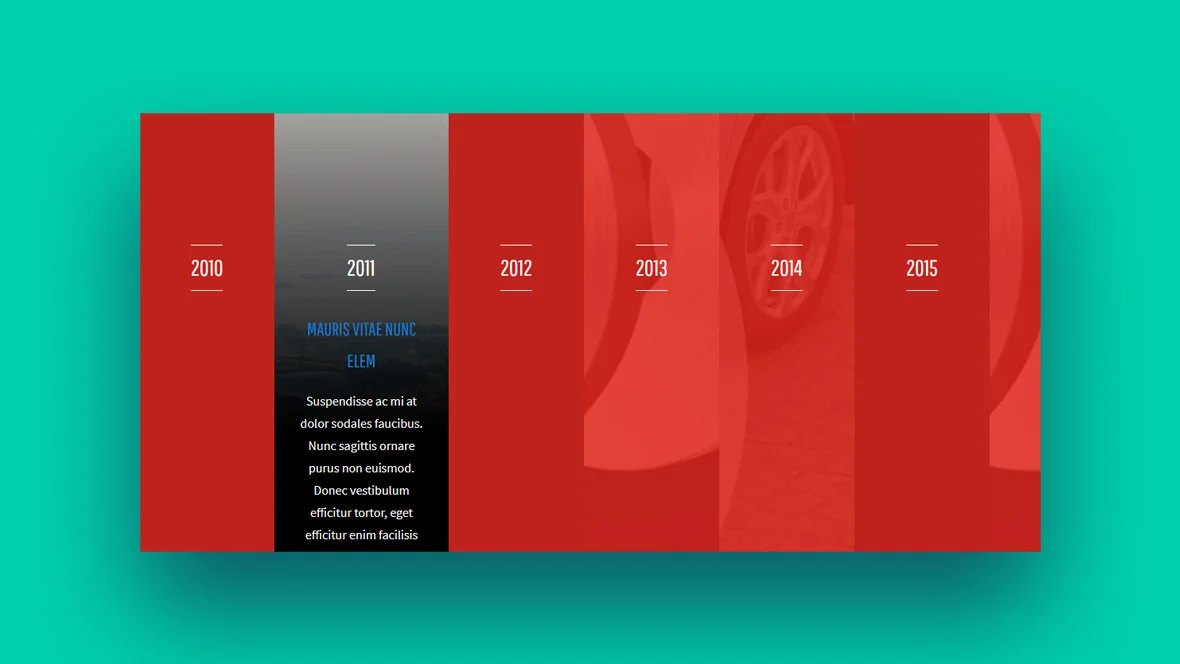 2010
2011
2012
2013
2014
2015
MAURIS VITAE NUNC
ELEM
Suspendisse ac mi at
dolor sodales faucibus.
Nunc sagittis ornare
purus non euismod.
Donec vestibulum
efficitur tortor, eget
efficitur enim facilisis